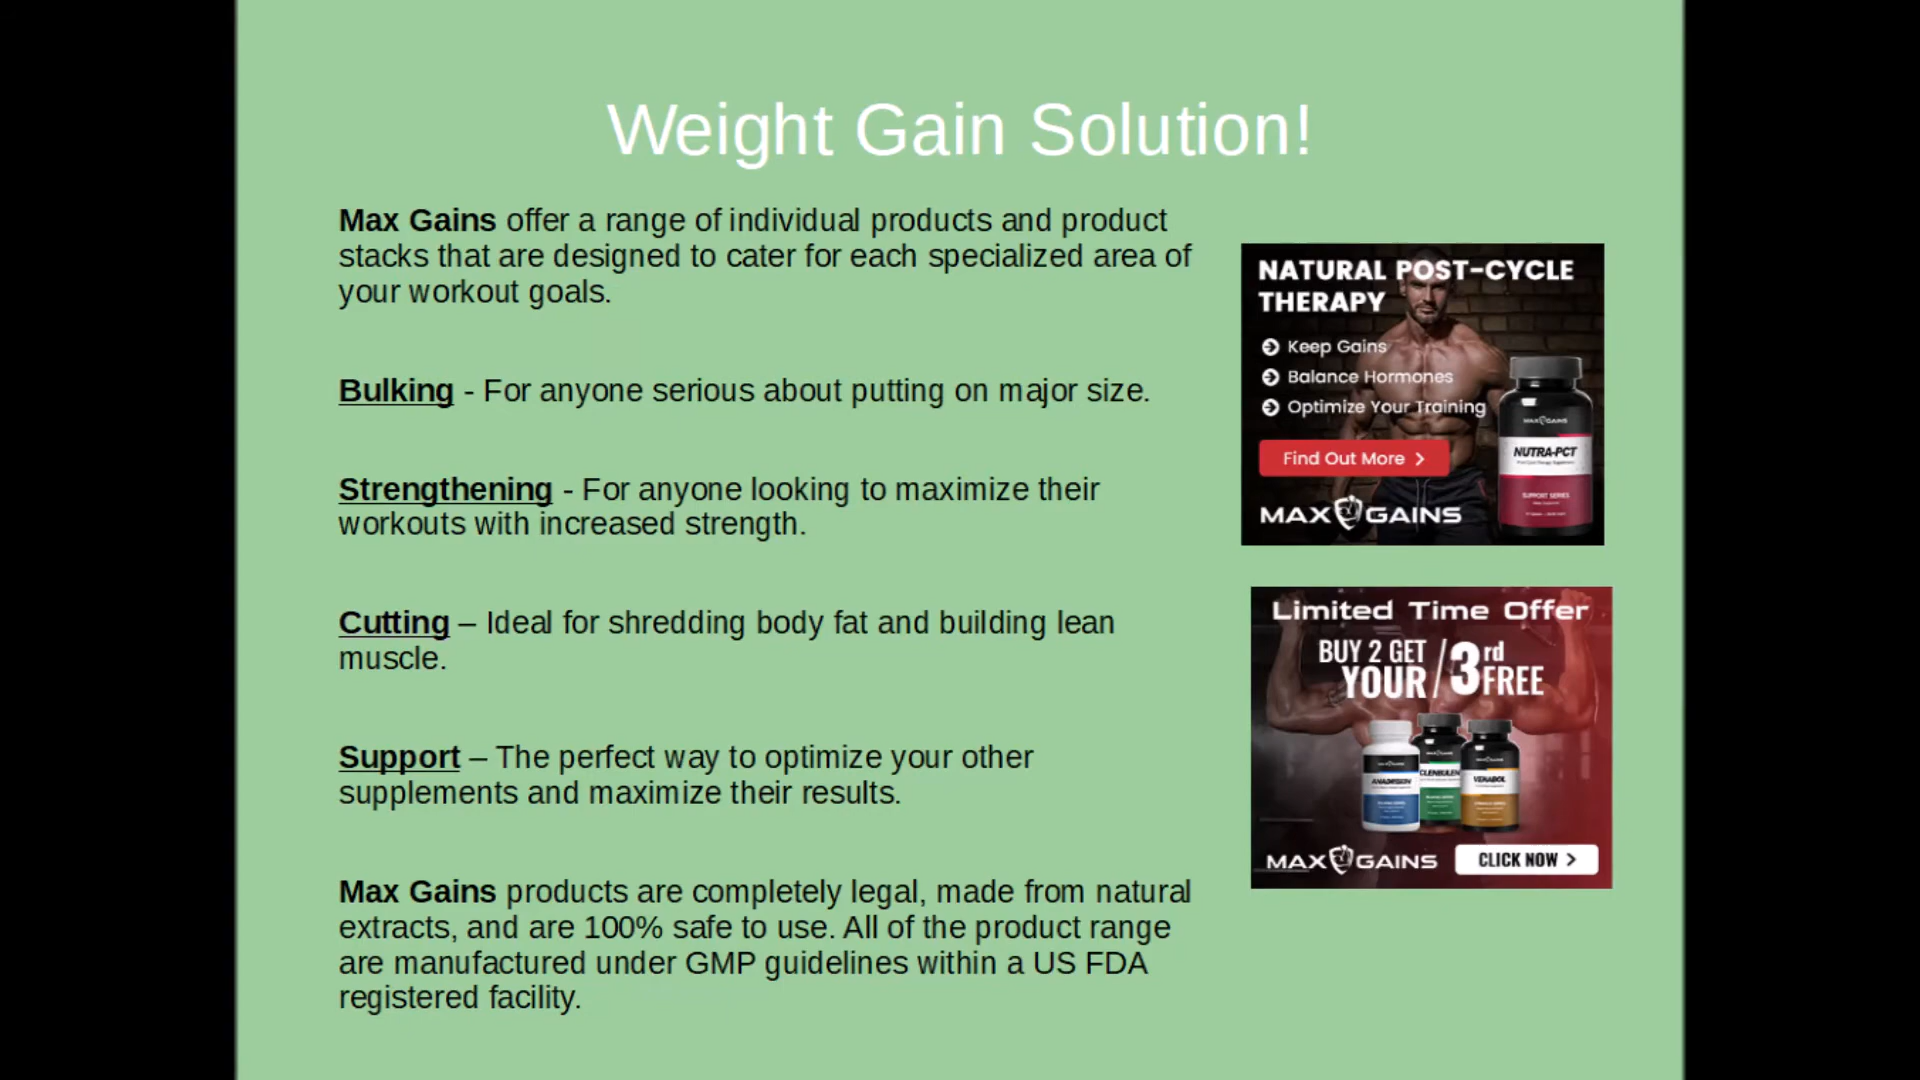 Weight Gain Solution!
Max Gains offer a range of individual products and product
stacks that are designed to cater for each specialized area of
your workout goals.
Bulking - For anyone serious about putting on major size.
Strengthening - For anyone looking to maximize their
workouts with increased strength.
Cutting – Ideal for shredding body fat and building lean
muscle.
Support – The perfect way to optimize your other
supplements and maximize their results.
Max Gains products are completely legal, made from natural
extracts, and are 100% safe to use. All of the product range
are manufactured under GMP guidelines within a US FDA
registered facility.
NATURAL POST-CYCLE
THERAPY
Keep Gains
Balance Hormones
Optimize Your Training
Find Out More
MAX GAINS
MAX GAINS
NUTRA-PCT
SUPPORT SERIES
Limited Time Offer
BUY 2 GET
YOUR
3rd
FREE
VENABOL
MAX GAINS
CLICK NOW